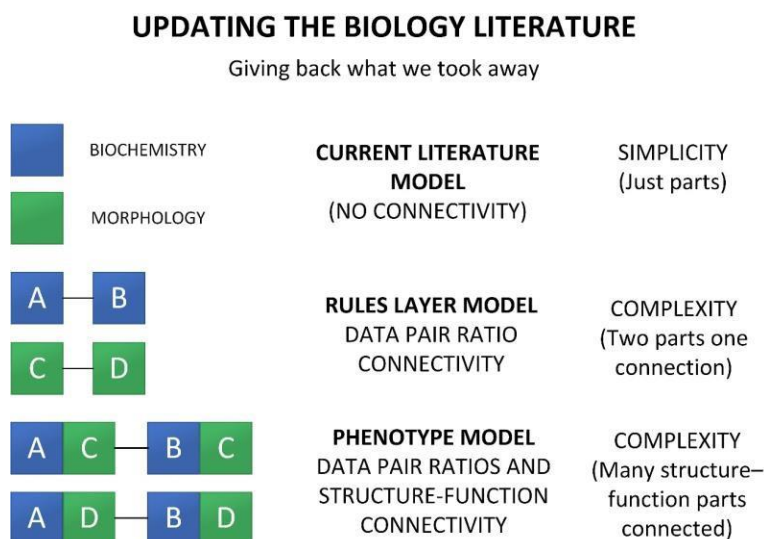 UPDATING THE BIOLOGY LITERATURE
Giving back what we took away
BIOCHEMISTRY
MORPHOLOGY
CURRENT LITERATURE
MODEL
(NO CONNECTIVITY)
SIMPLICITY
(Just parts)
A B
C D
RULES LAYER MODEL
DATA PAIR RATIO
CONNECTIVITY
COMPLEXITY
(Two parts one
connection)
A C B C
A D B D
PHENOTYPE MODEL
DATA PAIR RATIOS AND
STRUCTURE-FUNCTION
CONNECTIVITY
COMPLEXITY
(Many structure–
function parts
connected)